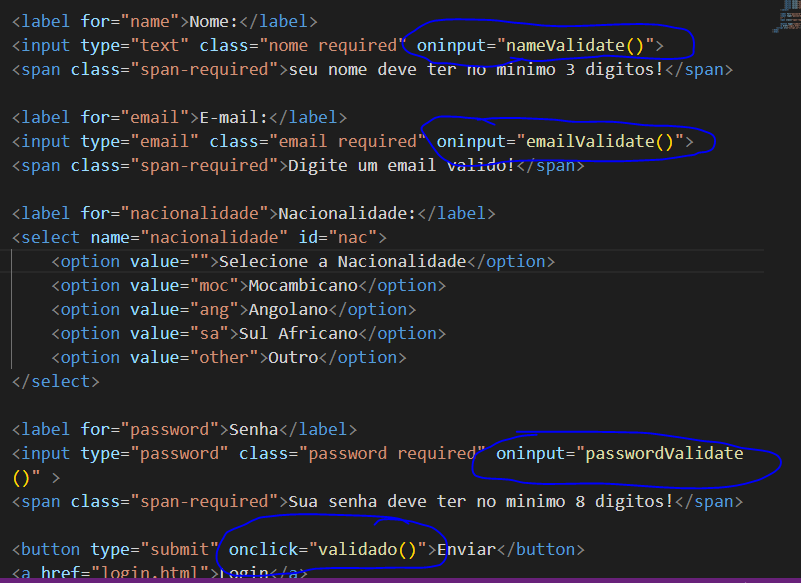 <label for="name">Nome:</label>
<input type="text" class="nome required" oninput="nameValidate()">
<span class="span-required">seu nome deve ter no minimo 3 digitos!</span>
<label for="email">E-mail:</label>
<input type="email" class="email required" oninput="emailValidate()">
<span class="span-required">Digite um email valido!</span>
<label for="nacionalidade">Nacionalidade:</label>
<select name="nacionalidade" id="nac">
<option value="">Selecione a Nacionalidade</option>
<option value="moc">Mocambicano</option>
<option value="ang">Angolano</option>
<option value="sa">Sul Africano</option>
<option value="other">Outro</option>
</select>
<label for="password">Senha</label>
<input type="password" class="password required" oninput="passwordValidate
()" >
<span class="span-required">Sua senha deve ter no minimo 8 digitos!</span>
<button type="submit" onclick="validado()">Enviar</button>
<a href="login.html">Login</a>